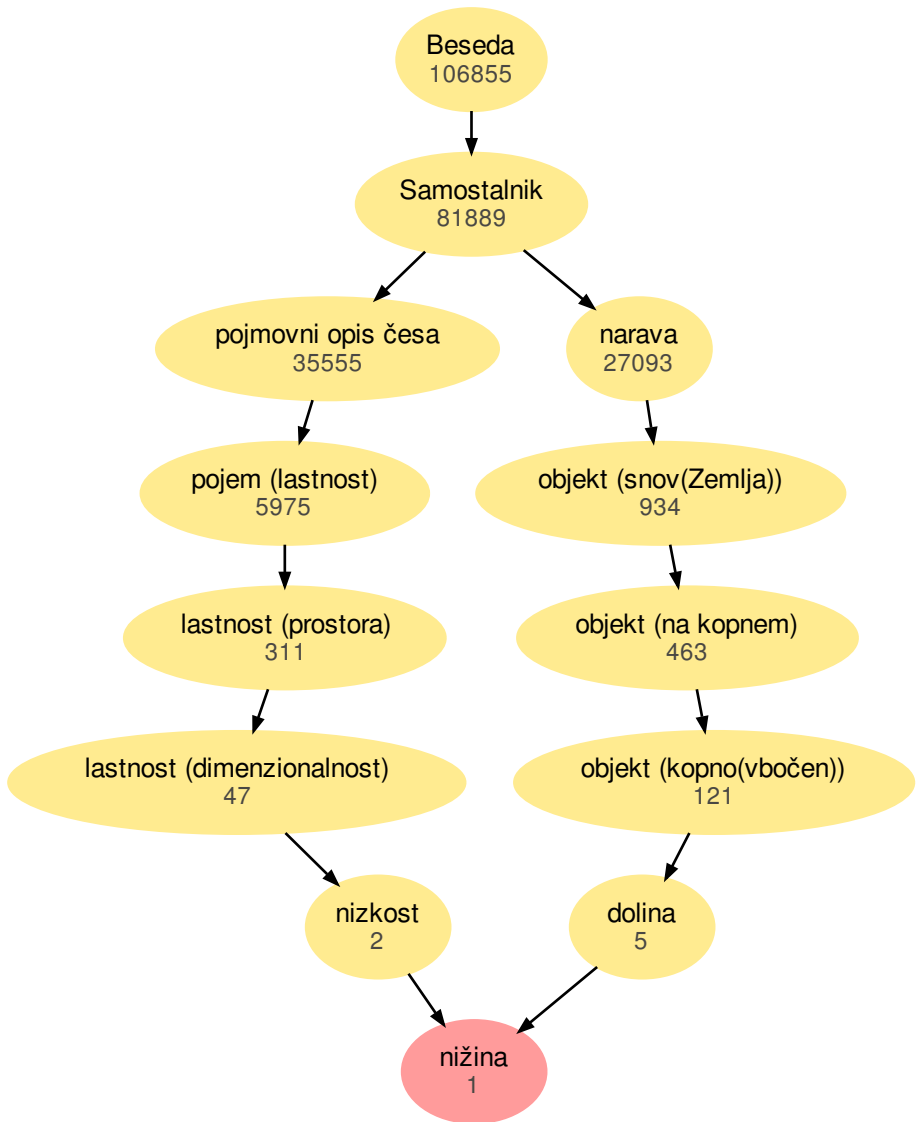 Beseda
106855
Samostalnik
81889
pojmovni opis česa
35555
narava
27093
pojem (lastnost)
5975
objekt (snov(Zemlja))
934
lastnost (prostora)
311
objekt (na kopnem)
463
lastnost (dimenzionalnost)
47
objekt (kopno(vbočen))
121
nizkost
2
dolina
5
nižina
1